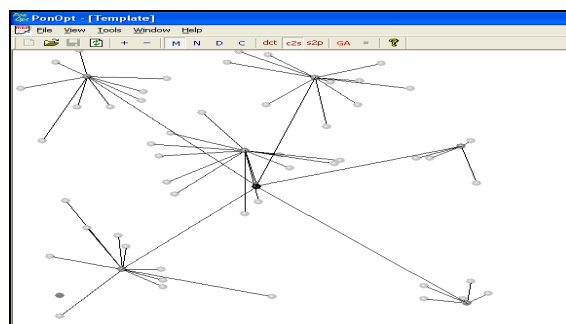 PonOpt - [Template]
File View Tools Window Help
+ - M N D C dct c2s s2p GA = ?